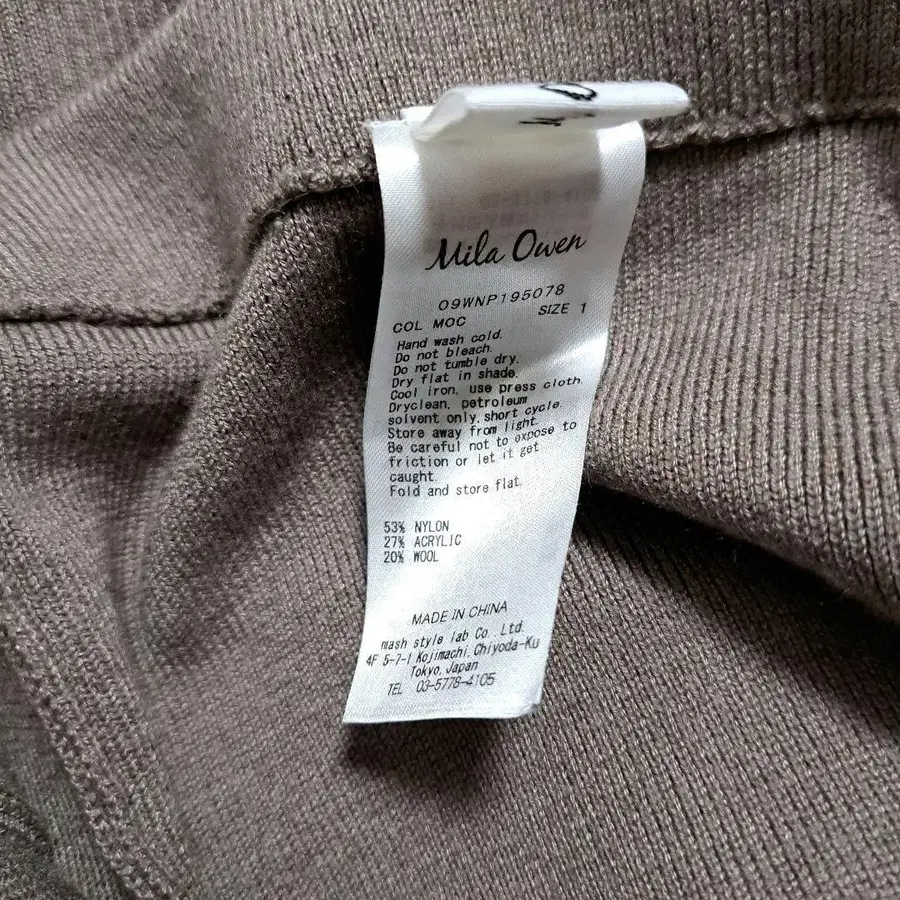 Mila Owen
09WNP195078
COL MOC SIZE 1
Hand wash cold.
Do not bleach.
Do not tumble dry.
Dry flat in shade.
Cool iron, use press cloth.
Dryclean, petroleum
solvent only, short cycle.
Store away from light.
Be careful not to expose to
friction or let it get
caught.
Fold and store flat.
53% NYLON
27% ACRYLIC
20% WOOL
MADE IN CHINA
mash style lab Co., Ltd.
4F 5-7-1 Kojimachi, Chiyoda-Ku
Tokyo, Japan
TEL 03-5778-4105